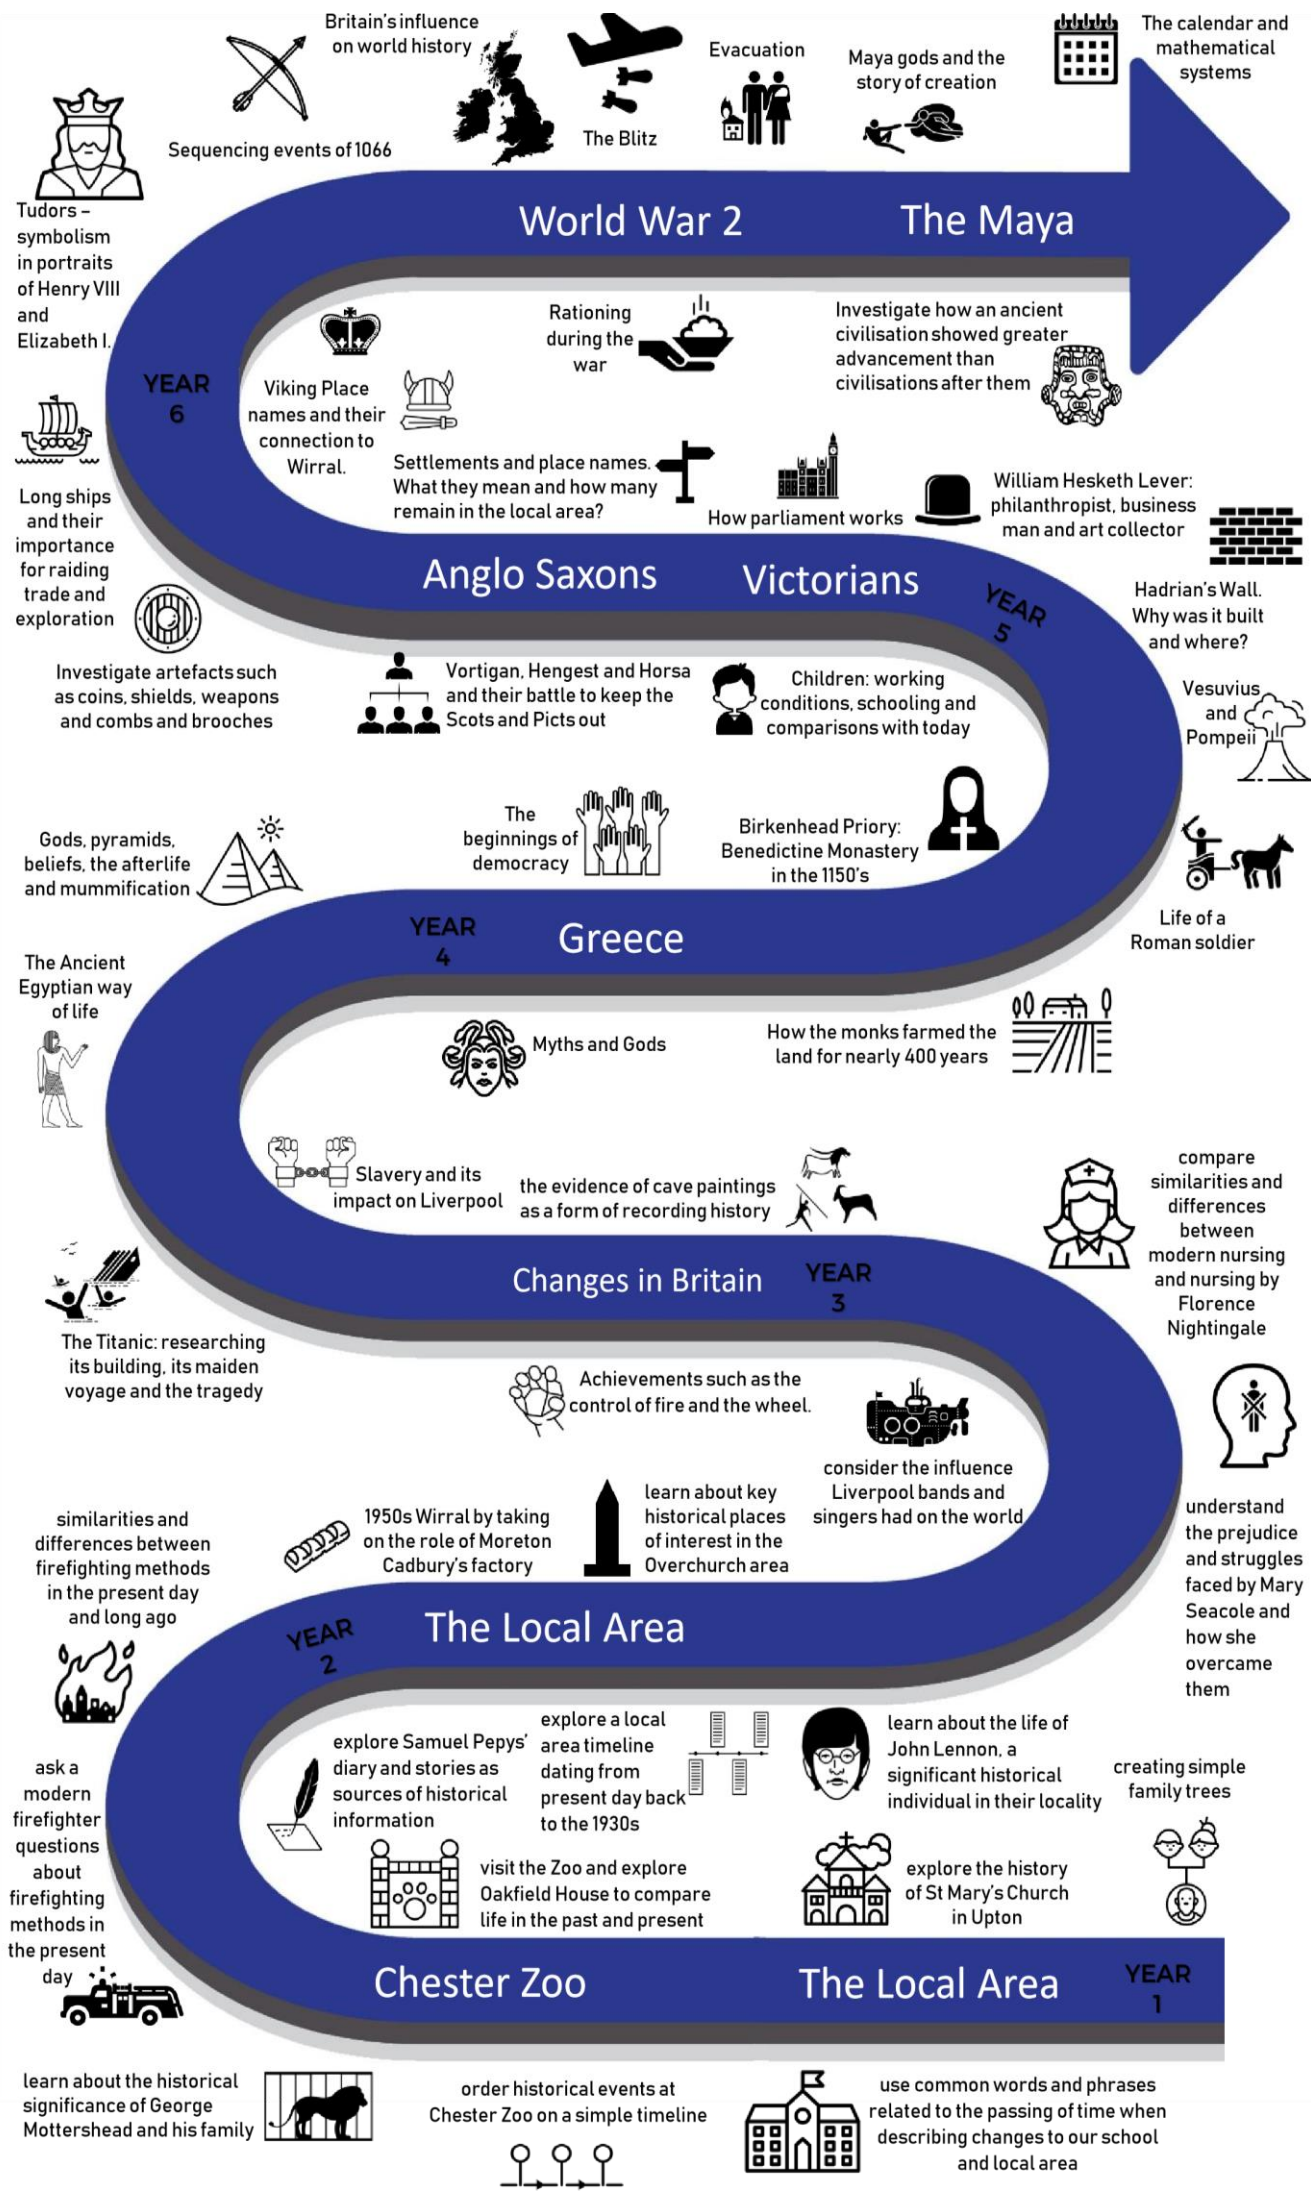 Britain's influence
on world history
Evacuation
Maya gods and the
story of creation
The calendar and
mathematical
systems
The Blitz
Sequencing events of 1066
Tudors –
symbolism
in portraits
of Henry VIII
and
Elizabeth I.
World War 2
The Maya
YEAR
6
Viking Place
names and their
connection to
Wirral.
Rationing
during the
war
Investigate how an ancient
civilisation showed greater
advancement than
civilisations after them
Long ships
and their
importance
for raiding
trade and
exploration
Settlements and place names.
What they mean and how many
remain in the local area?
How parliament works
William Hesketh Lever:
philanthropist, business
man and art collector
Anglo Saxons
Victorians
YEAR
5
Hadrian's Wall.
Why was it built
and where?
Investigate artefacts such
as coins, shields, weapons
and combs and brooches
Vortigan, Hengest and Horsa
and their battle to keep the
Scots and Picts out
Children: working
conditions, schooling and
comparisons with today
Vesuvius
and
Pompeii
Gods, pyramids,
beliefs, the afterlife
and mummification
The
beginnings of
democracy
Birkenhead Priory:
Benedictine Monastery
in the 1150's
Life of a
Roman soldier
YEAR
4
Greece
The Ancient
Egyptian way
of life
Myths and Gods
How the monks farmed the
land for nearly 400 years
Slavery and its
impact on Liverpool
the evidence of cave paintings
as a form of recording history
compare
similarities and
differences
between
modern nursing
and nursing by
Florence
Nightingale
Changes in Britain
YEAR
3
The Titanic: researching
its building, its maiden
voyage and the tragedy
Achievements such as the
control of fire and the wheel.
consider the influence
Liverpool bands and
singers had on the world
understand
the prejudice
and struggles
faced by Mary
Seacole and
how she
overcame
them
similarities and
differences between
firefighting methods
in the present day
and long ago
1950s Wirral by taking
on the role of Moreton
Cadbury's factory
learn about key
historical places
of interest in the
Overchurch area
YEAR
2
The Local Area
explore Samuel Pepys'
diary and stories as
sources of historical
information
explore a local
area timeline
dating from
present day back
to the 1930s
learn about the life of
John Lennon, a
significant historical
individual in their locality
creating simple
family trees
ask a
modern
firefighter
questions
about
firefighting
methods in
the present
day
visit the Zoo and explore
Oakfield House to compare
life in the past and present
explore the history
of St Mary's Church
in Upton
Chester Zoo
The Local Area
YEAR
1
learn about the historical
significance of George
Mottershead and his family
order historical events at
Chester Zoo on a simple timeline
use common words and phrases
related to the passing of time when
describing changes to our school
and local area